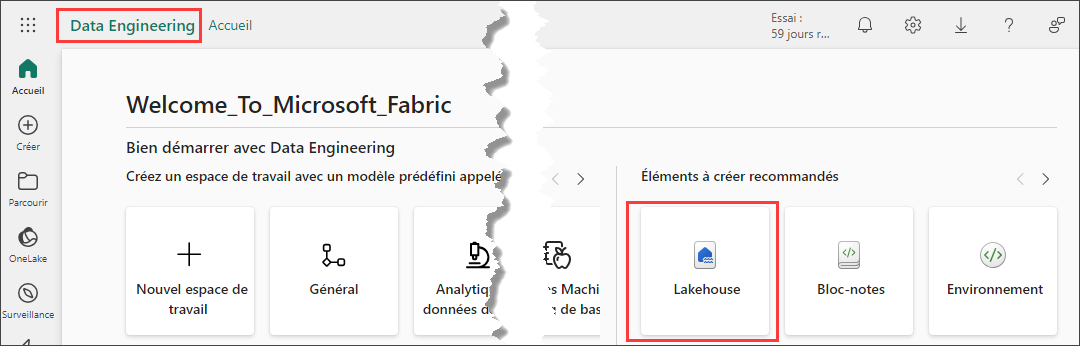 Data Engineering Accueil
Essai :
59 jours r...
Accueil
Créer
Parcourir
OneLake
Surveillance
Welcome_To_Microsoft_Fabric
Bien démarrer avec Data Engineering
Créez un espace de travail avec un modèle prédéfini appelé
Nouvel espace de
travail
Général
Analytiq
données d
es Machi
g de bas
Éléments à créer recommandés
Lakehouse
Bloc-notes
Environnement